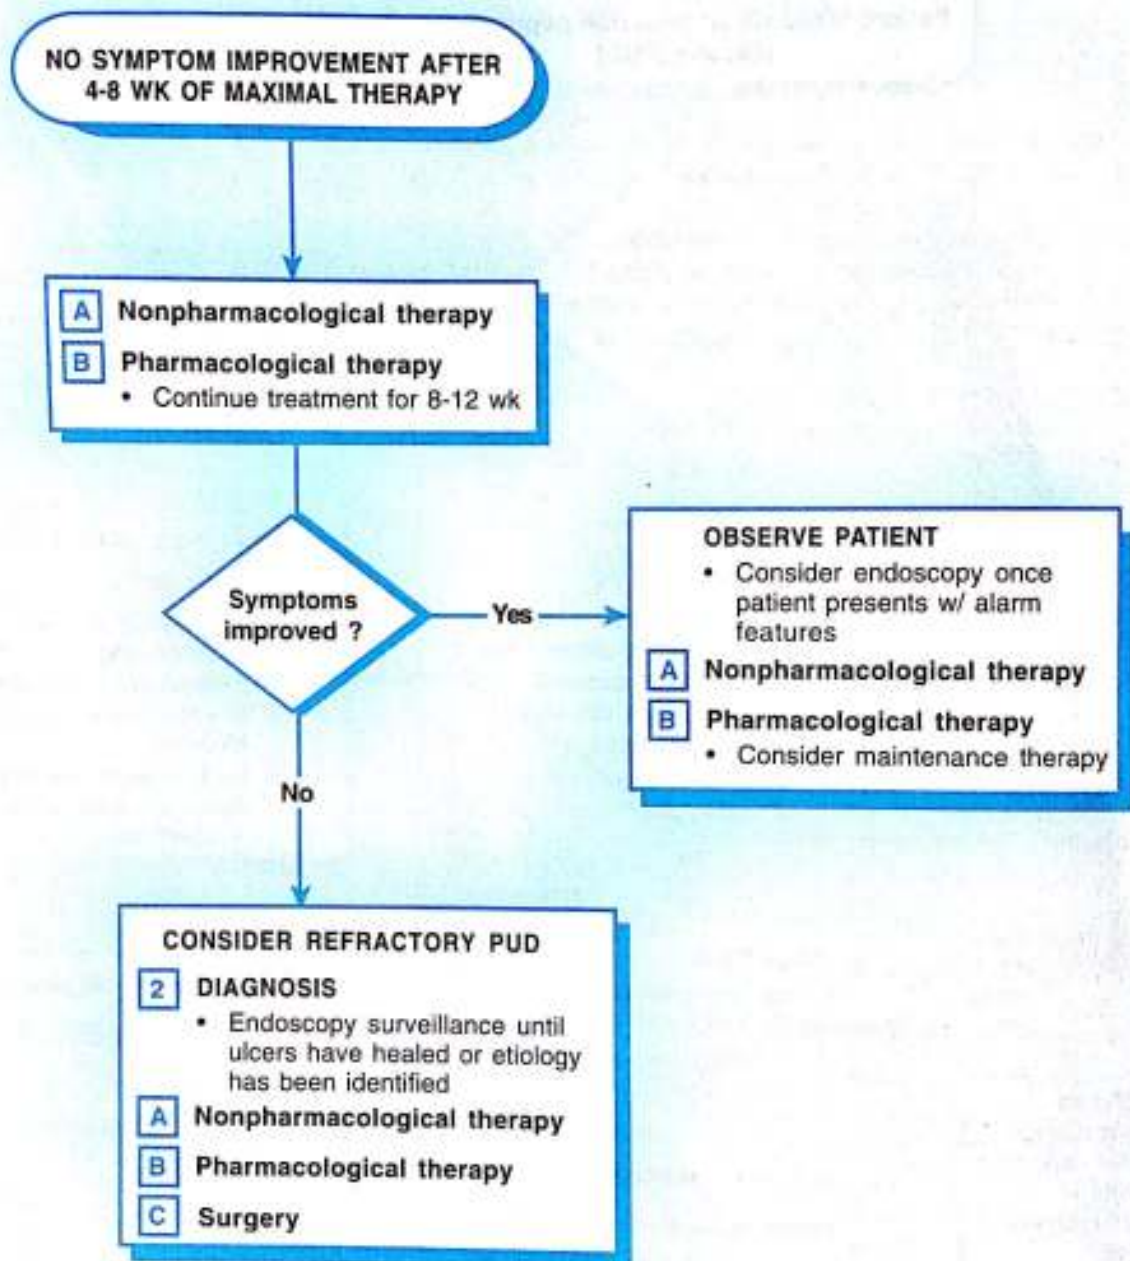 NO SYMPTOM IMPROVEMENT AFTER
4-8 WK OF MAXIMAL THERAPY
A Nonpharmacological therapy
B Pharmacological therapy
• Continue treatment for 8-12 wk
Symptoms
improved ?
Yes
OBSERVE PATIENT
• Consider endoscopy once
patient presents w/ alarm
features
A Nonpharmacological therapy
B Pharmacological therapy
• Consider maintenance therapy
No
CONSIDER REFRACTORY PUD
2 DIAGNOSIS
• Endoscopy surveillance until
ulcers have healed or etiology
has been identified
A Nonpharmacological therapy
B Pharmacological therapy
C Surgery